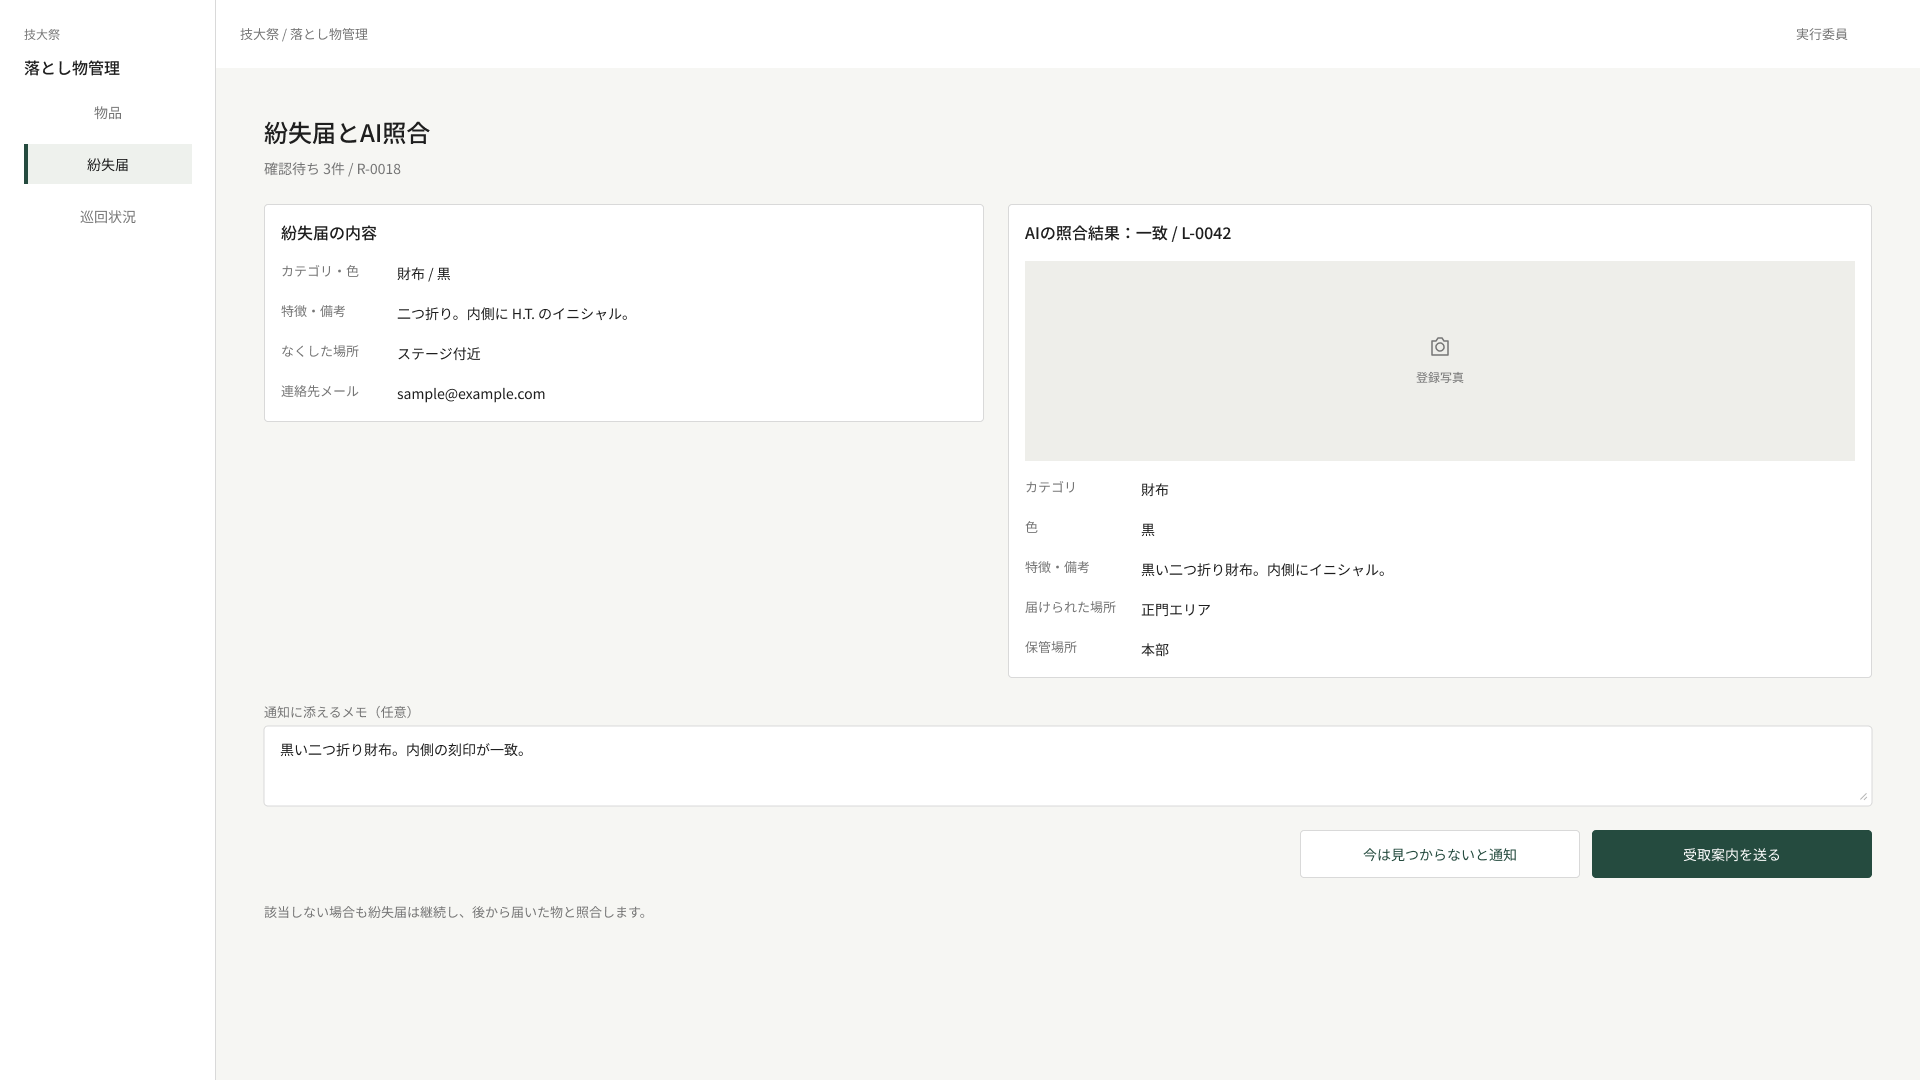 技大祭
落とし物管理
物品
紛失届
巡回状況
技大祭 / 落とし物管理
実行委員
紛失届とAI照合
確認待ち 3件 / R-0018
紛失届の内容
カテゴリ・色 財布 / 黒
特徴・備考 二つ折り。内側に H.T. のイニシャル。
なくした場所 ステージ付近
連絡先メール sample@example.com
AIの照合結果：一致 / L-0042
登録写真
カテゴリ 財布
色 黒
特徴・備考 黒い二つ折り財布。内側にイニシャル。
届けられた場所 正門エリア
保管場所 本部
通知に添えるメモ（任意）
黒い二つ折り財布。内側の刻印が一致。
今は見つからないと通知
受取案内を送る
該当しない場合も紛失届は継続し、後から届いた物と照合します。